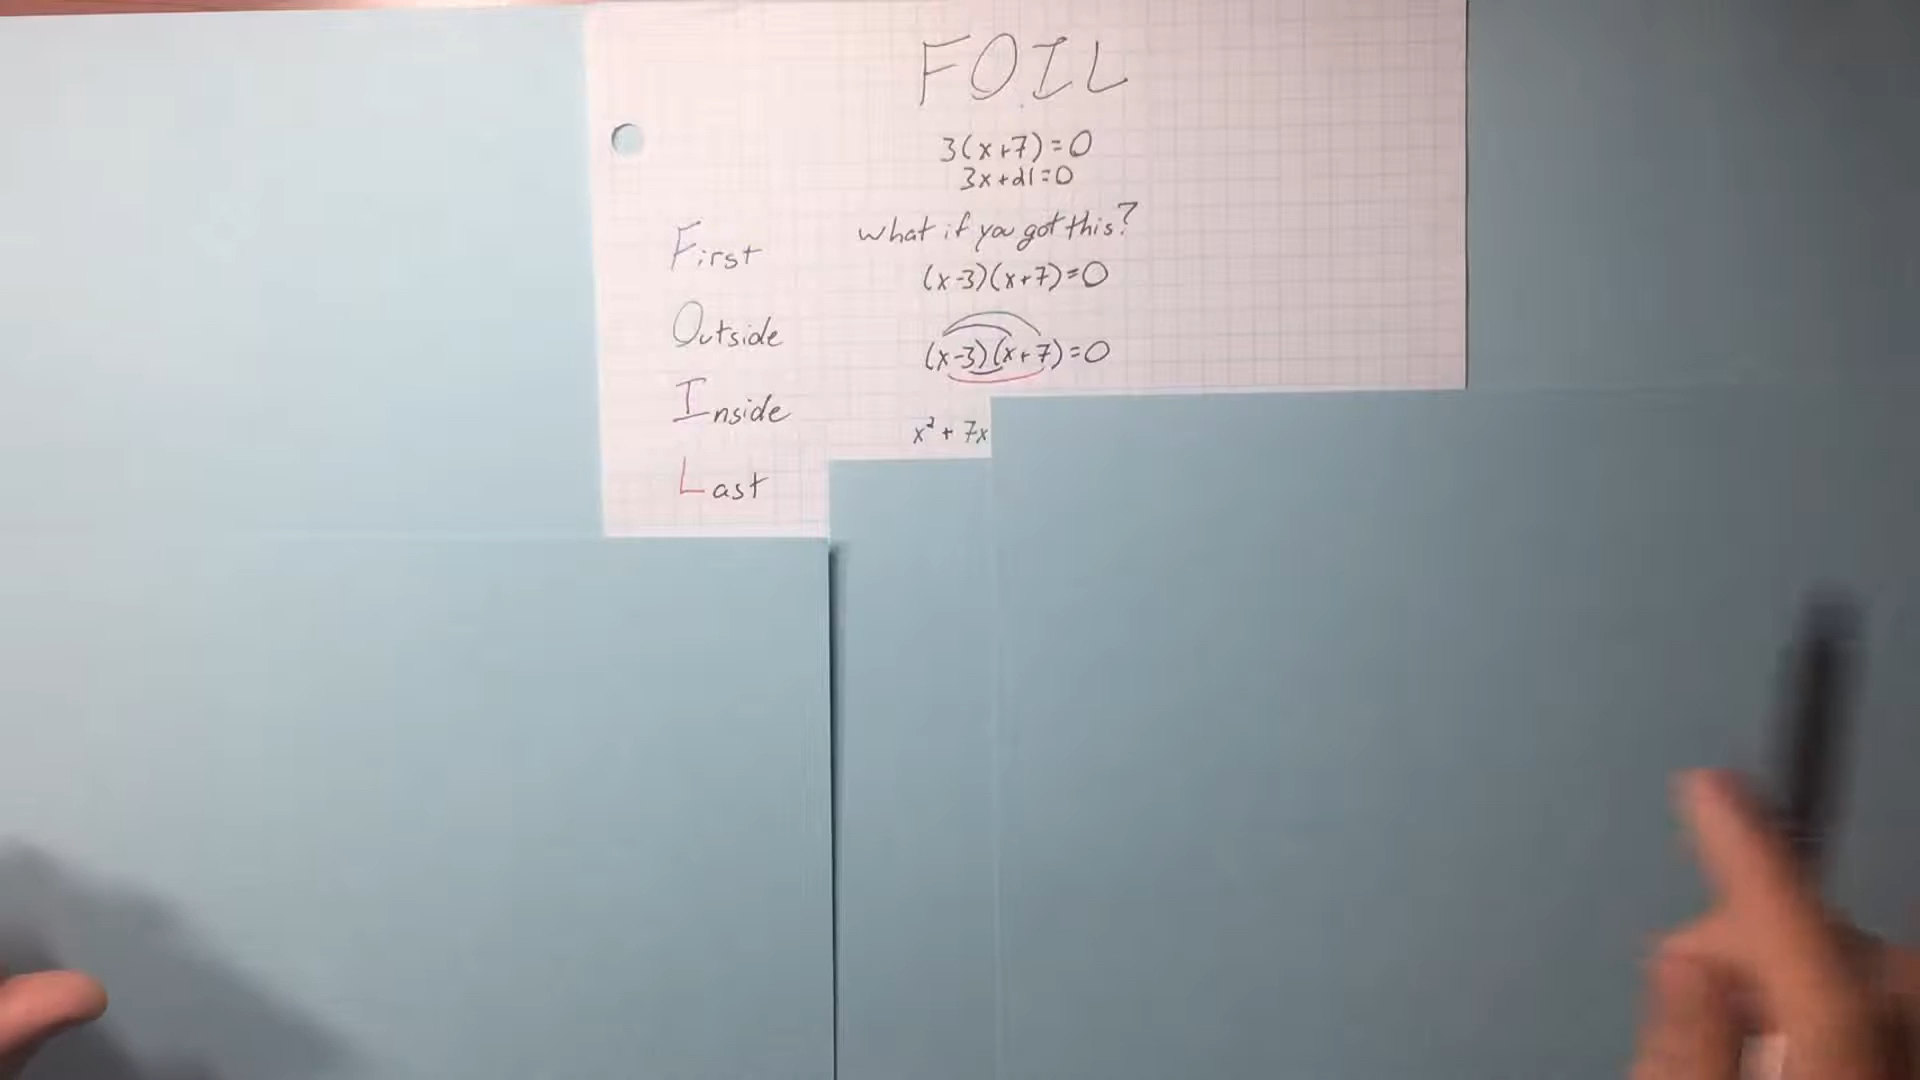 FOIL
3(x+7)=0
3x+21=0
what if you got this?
(x-3)(x+7)=0
(x-3)(x+7)=0
x² + 7x
First
Outside
Inside
Last